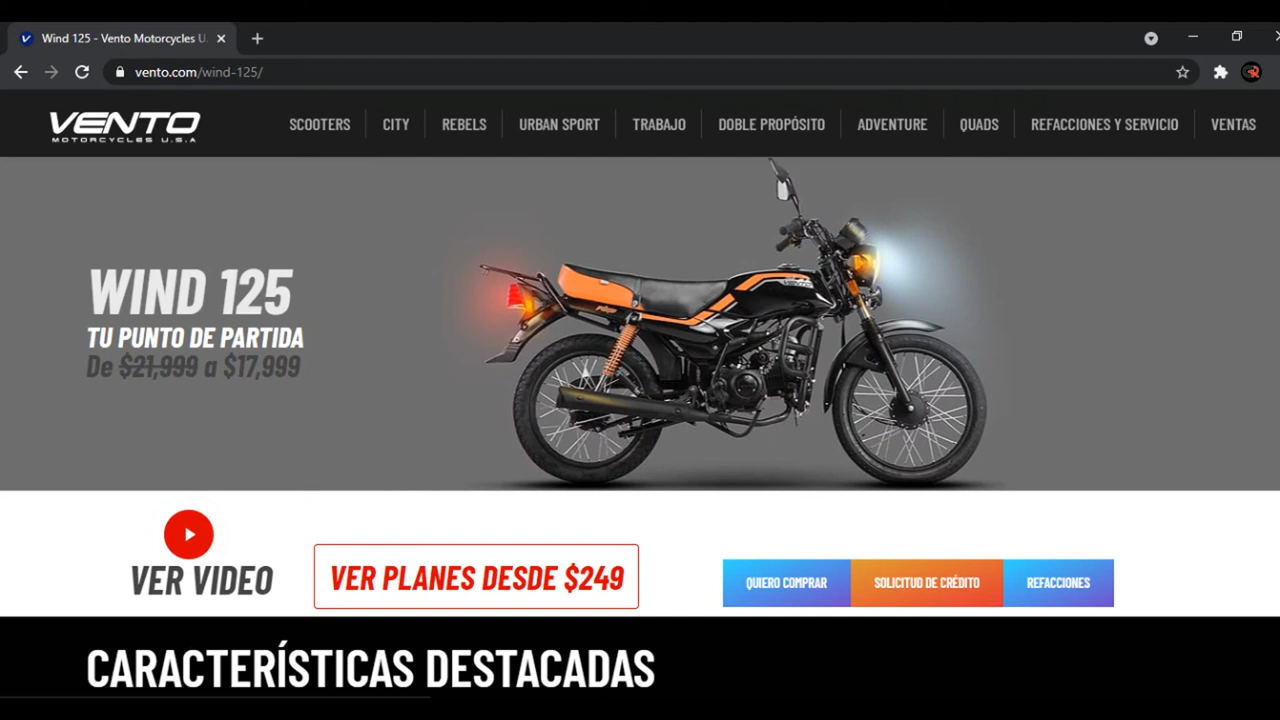 Wind 125 - Vento Motorcycles U.
vento.com/wind-125/
VENTO
MOTORCYCLES U.S.A
SCOOTERS
CITY
REBELS
URBAN SPORT
TRABAJO
DOBLE PROPÓSITO
ADVENTURE
QUADS
REFACCIONES Y SERVICIO
VENTAS
WIND 125
TU PUNTO DE PARTIDA
De $21,999 a $17,999
VER VIDEO
VER PLANES DESDE $249
QUIERO COMPRAR
SOLICITUD DE CRÉDITO
REFACCIONES
CARACTERÍSTICAS DESTACADAS